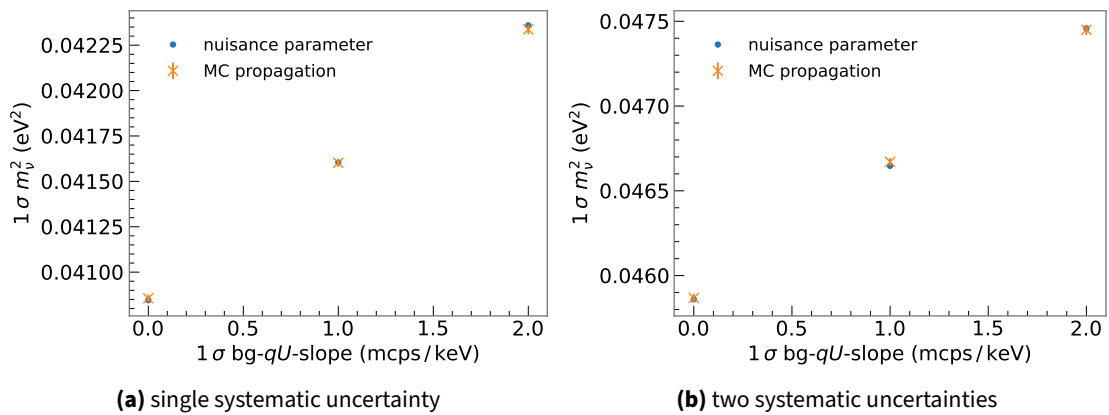 0.04225
0.04200
0.04175
0.04150
0.04125
0.04100
1 σ m²ᵥ (eV²)
nuisance parameter
MC propagation
0.0 0.5 1.0 1.5 2.0
1 σ bg-qU-slope (mcps / keV)
(a) single systematic uncertainty
0.0475
0.0470
0.0465
0.0460
1 σ m²ᵥ (eV²)
nuisance parameter
MC propagation
0.0 0.5 1.0 1.5 2.0
1 σ bg-qU-slope (mcps / keV)
(b) two systematic uncertainties